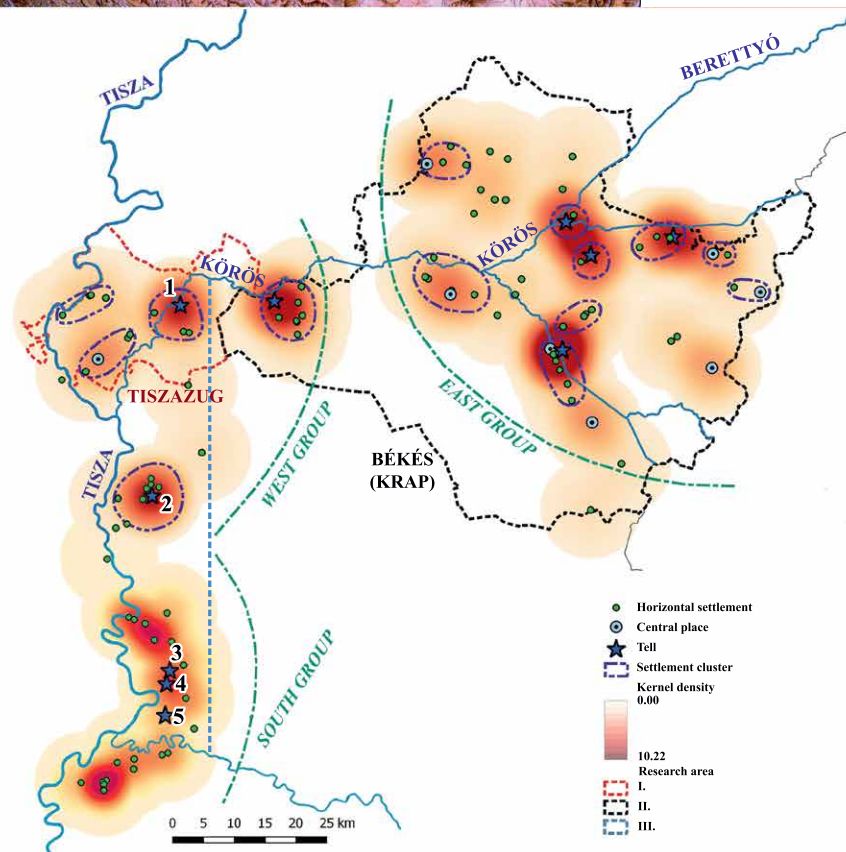 BERETTYÓ
TISZA
KÖRÖS
KÖRÖS
1
TISZAZUG
WEST GROUP
EAST GROUP
BÉKÉS
(KRAP)
TISZA
2
3
4
5
SOUTH GROUP
Horizontal settlement
Central place
Tell
Settlement cluster
Kernel density
0.00
10.22
Research area
I.
II.
III.
0 5 10 15 20 25 km